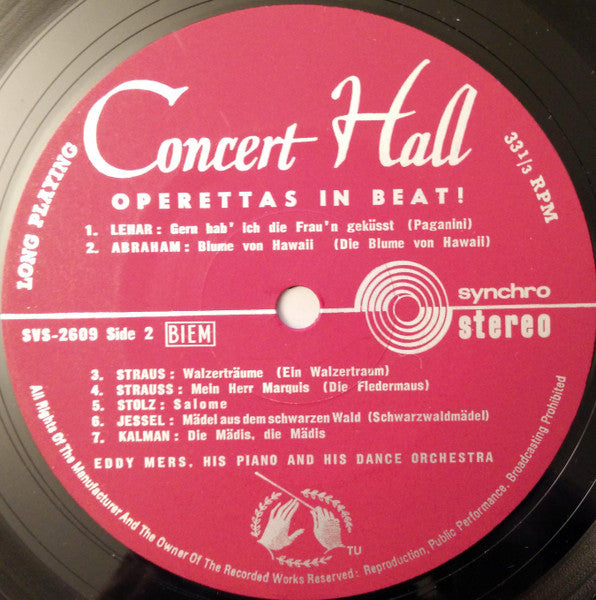 Concert Hall
OPERETTAS IN BEAT!
LONG PLAYING
33 1/3 RPM
1. LEHAR: Gern hab' ich die Frau'n geküsst (Paganini)
2. ABRAHAM: Blume von Hawaii (Die Blume von Hawaii)
synchro
stereo
SVS-2609 Side 2 BIEM
3. STRAUS: Walzerträume (Ein Walzertraum)
4. STRAUSS: Mein Herr Marquis (Die Fledermaus)
5. STOLZ: Salome
6. JESSEL: Mädel aus dem schwarzen Wald (Schwarzwaldmädel)
7. KALMAN: Die Mädis, die Mädis
EDDY MERS, HIS PIANO AND HIS DANCE ORCHESTRA
TU
All Rights Of The Manufacturer And The Owner Of The Recorded Works Reserved: Reproduction, Public Performance, Broadcasting Prohibited